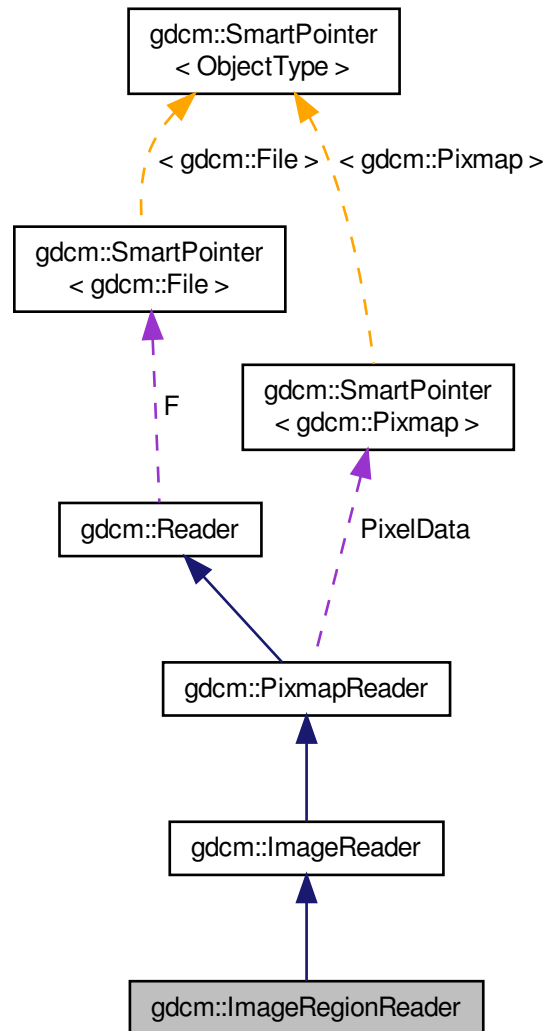 gdcm::SmartPointer
< ObjectType >
< gdcm::File >
< gdcm::Pixmap >
gdcm::SmartPointer
< gdcm::File >
gdcm::SmartPointer
< gdcm::Pixmap >
F
gdcm::Reader
PixelData
gdcm::PixmapReader
gdcm::ImageReader
gdcm::ImageRegionReader